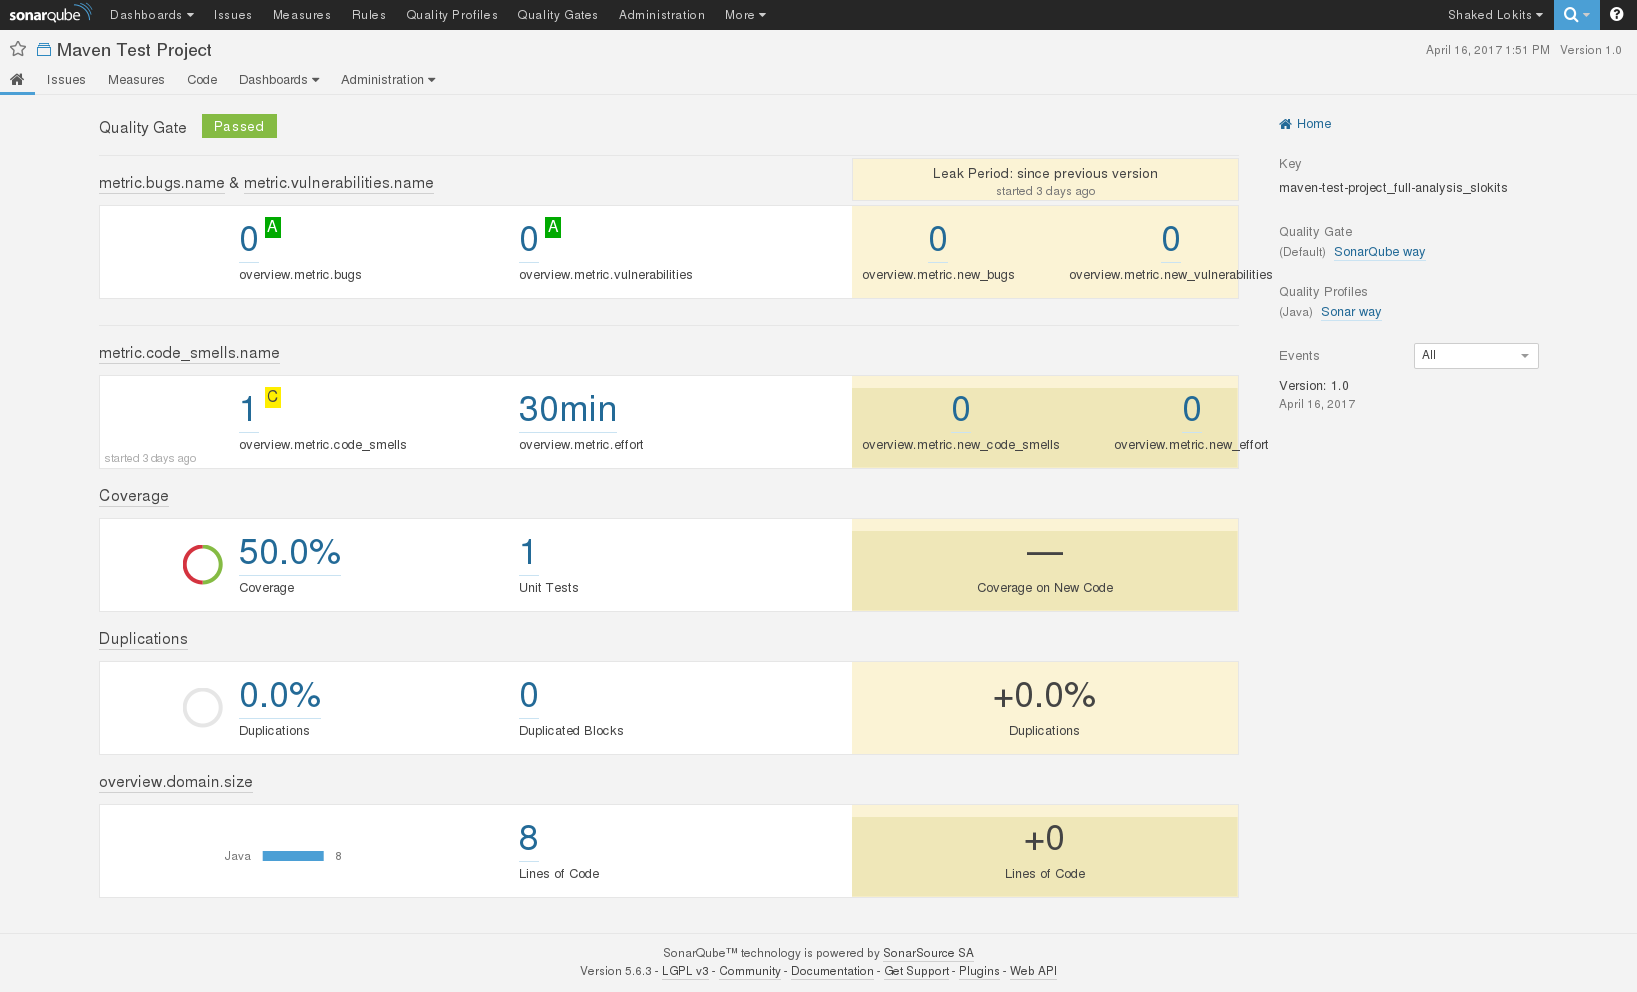 sonarqube Dashboards Issues Measures Rules Quality Profiles Quality Gates Administration More Shaked Lokits
Maven Test Project April 16, 2017 1:51 PM Version 1.0
Issues Measures Code Dashboards Administration
Quality Gate Passed
Home
metric.bugs.name & metric.vulnerabilities.name
Leak Period: since previous version
started 3 days ago
0 A 0 A 0 0
overview.metric.bugs overview.metric.vulnerabilities overview.metric.new_bugs overview.metric.new_vulnerabilities
Key
maven-test-project_full-analysis_slokits
Quality Gate
(Default) SonarQube way
Quality Profiles
(Java) Sonar way
Events All
Version: 1.0
April 16, 2017
metric.code_smells.name
1 C 30min 0 0
overview.metric.code_smells overview.metric.effort overview.metric.new_code_smells overview.metric.new_effort
started 3 days ago
Coverage
50.0% 1 —
Coverage Unit Tests Coverage on New Code
Duplications
0.0% 0 +0.0%
Duplications Duplicated Blocks Duplications
overview.domain.size
Java 8 8 +0
Lines of Code Lines of Code
SonarQube™ technology is powered by SonarSource SA
Version 5.6.3 - LGPL v3 - Community - Documentation - Get Support - Plugins - Web API